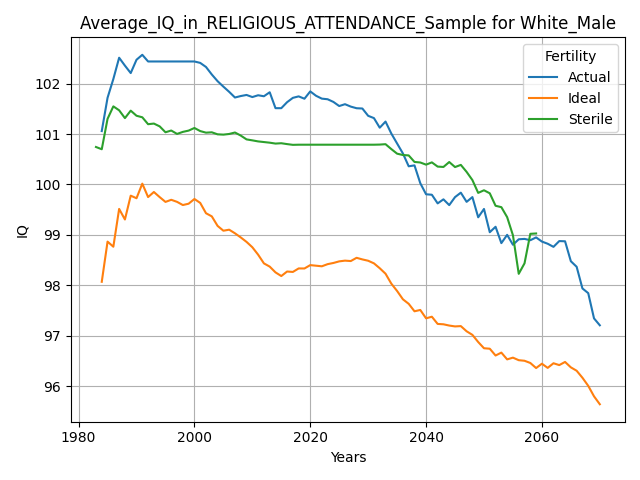 Average_IQ_in_RELIGIOUS_ATTENDANCE_Sample for White_Male
Fertility
Actual
Ideal
Sterile
102
101
100
99
98
97
96
IQ
1980
2000
2020
2040
2060
Years